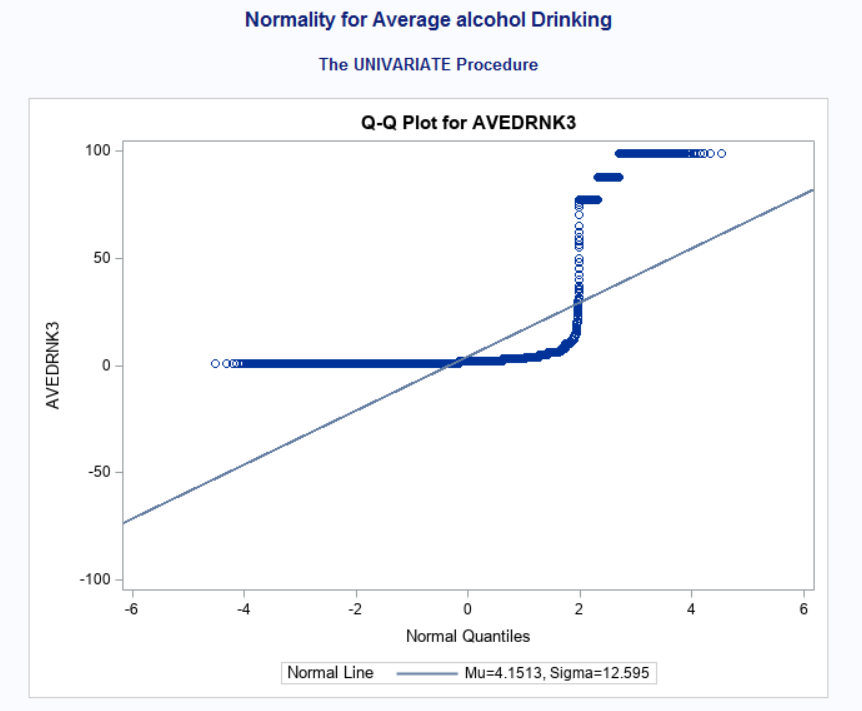 Normality for Average alcohol Drinking
The UNIVARIATE Procedure
Q-Q Plot for AVEDRNK3
100
50
0
-50
-100
AVEDRNK3
-6 -4 -2 0 2 4 6
Normal Quantiles
Normal Line Mu=4.1513, Sigma=12.595